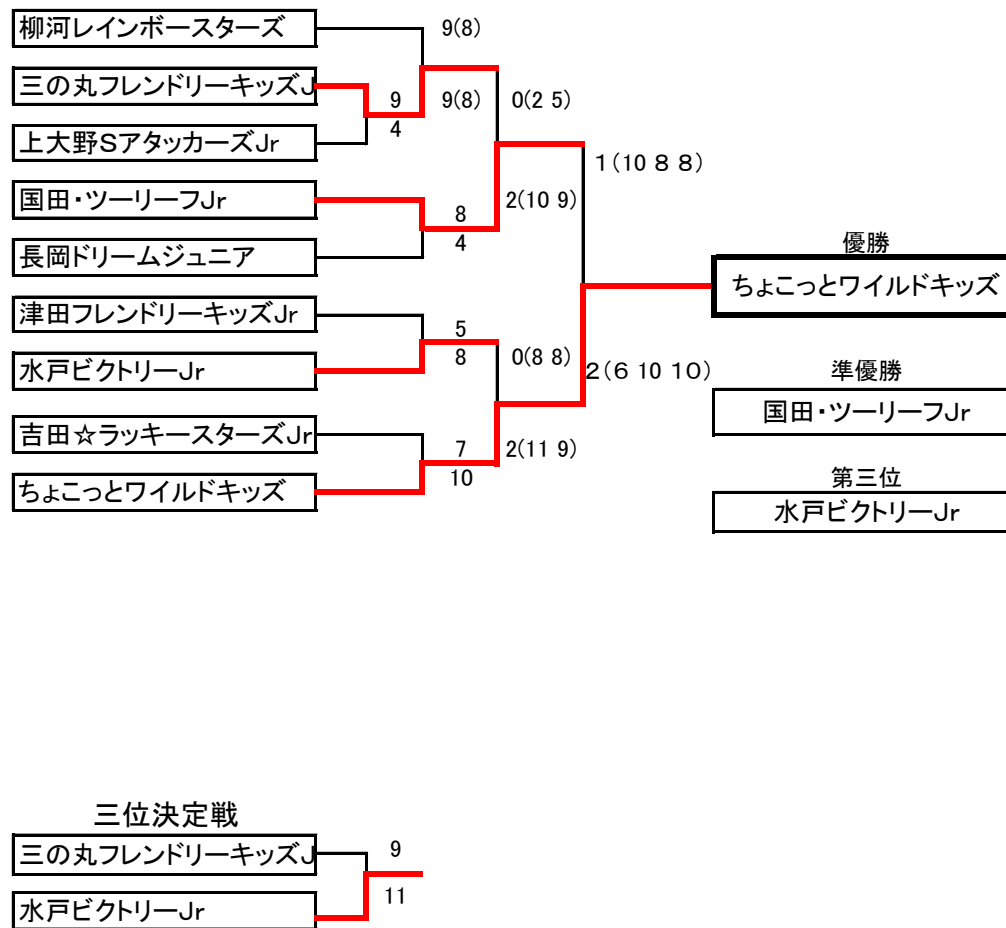 柳河レインボースターズ
9(8)
三の丸フレンドリーキッズJ
9
9(8)
0(2 5)
4
上大野SアタッカーズJr
1(10 8 8)
国田・ツーリーフJr
8
2(10 9)
4
長岡ドリームジュニア
優勝
ちょこっとワイルドキッズ
津田フレンドリーキッズJr
5
8
0(8 8)
水戸ビクトリーJr
2(6 10 10)
準優勝
国田・ツーリーフJr
吉田☆ラッキースターズJr
7
2(11 9)
10
ちょこっとワイルドキッズ
第三位
水戸ビクトリーJr
三位決定戦
三の丸フレンドリーキッズJ
9
11
水戸ビクトリーJr